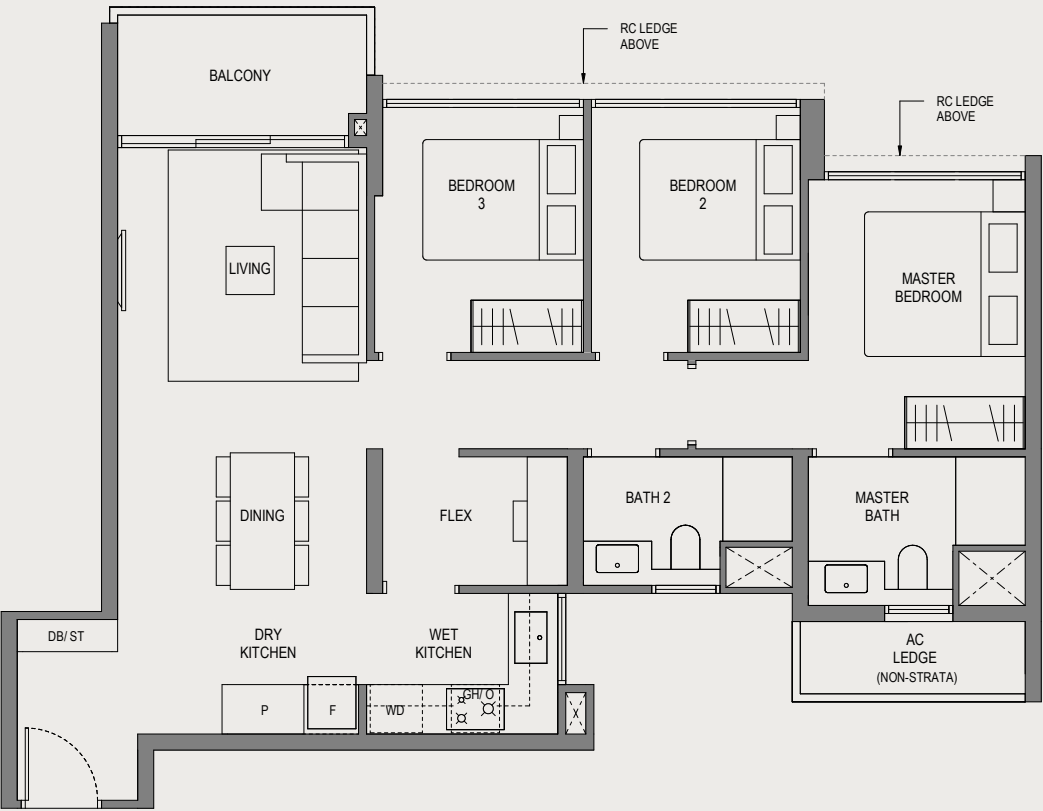 RC LEDGE
ABOVE
BALCONY
RC LEDGE
ABOVE
BEDROOM
3
BEDROOM
2
LIVING
MASTER
BEDROOM
DINING
FLEX
BATH 2
MASTER
BATH
DB/ ST
DRY
KITCHEN
WET
KITCHEN
AC
LEDGE
(NON-STRATA)
P
F
WD
GH/ O
X